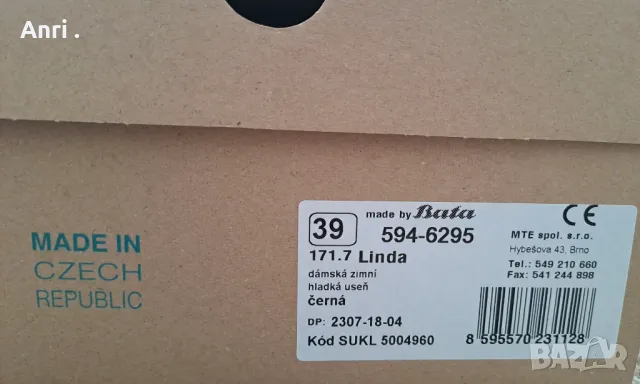 Anri .
MADE IN
CZECH
REPUBLIC
39
made by Bata
594-6295
171.7 Linda
dámská zimní
hladká useň
černá
DP: 2307-18-04
Kód SUKL 5004960
CE
MTE spol. s.r.o.
Hybešova 43, Brno
Tel.: 549 210 660
Fax: 541 244 898
8 595570 231128
BAZAR
bg